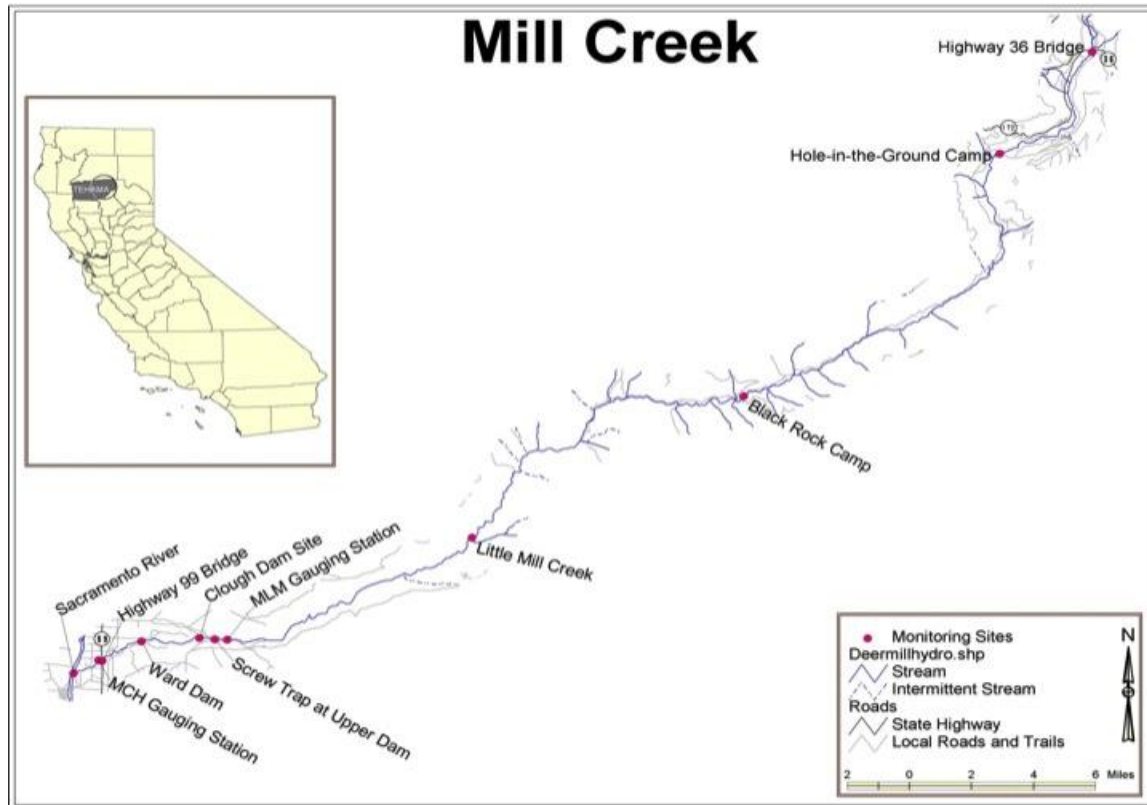 Mill Creek
Highway 36 Bridge
Hole-in-the-Ground Camp
TEHAMA
Black Rock Camp
Little Mill Creek
MLM Gauging Station
Clough Dam Site
Highway 99 Bridge
Sacramento River
Screw Trap at Upper Dam
Ward Dam
MCH Gauging Station
Monitoring Sites
Deermillhydro.shp
Stream
Intermittent Stream
Roads
State Highway
Local Roads and Trails
N
2 0 2 4 6 Miles